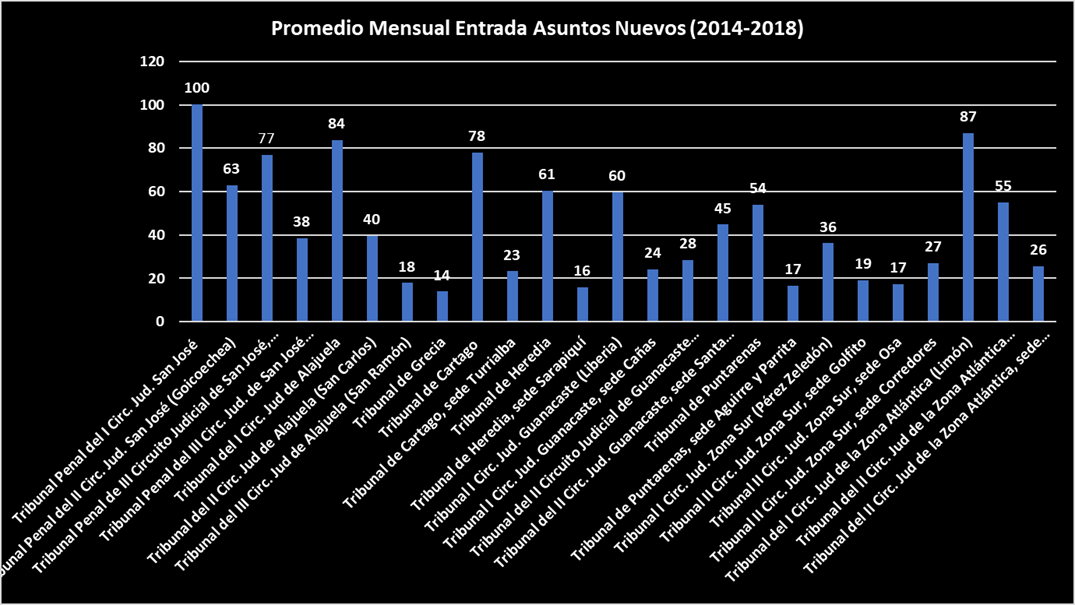 Promedio Mensual Entrada Asuntos Nuevos (2014-2018)
120
100
80
60
40
20
0
100
63
77
38
84
40
18
14
78
23
61
16
60
24
28
45
54
17
36
19
17
27
87
55
26
Tribunal Penal del I Circ. Jud. San José
bunal Penal del II Circ. Jud. San José (Goicoechea)
Tribunal Penal de III Circuito Judicial de San José,...
Tribunal Penal del III Circ. Jud. de San José...
Tribunal del I Circ. Jud. de Alajuela
Tribunal del II Circ. Jud de Alajuela (San Carlos)
Tribunal del III Circ. Jud de Alajuela (San Ramón)
Tribunal de Grecia
Tribunal de Cartago
Tribunal de Cartago, sede Turrialba
Tribunal de Heredia
Tribunal de Heredia, sede Sarapiquí
Tribunal I Circ. Jud. Guanacaste (Liberia)
Tribunal I Circ. Jud. Guanacaste, sede Cañas
Tribunal del II Circuito Judicial de Guanacaste...
Tribunal del II Circ. Jud. Guanacaste, sede Santa...
Tribunal de Puntarenas
Tribunal de Puntarenas, sede Aguirre y Parrita
Tribunal I Circ. Jud. Zona Sur (Pérez Zeledón)
Tribunal II Circ. Jud. Zona Sur, sede Golfito
Tribunal II Circ. Jud. Zona Sur, sede Osa
Tribunal II Circ. Jud. Zona Sur, sede Corredores
Tribunal del I Circ. Jud de la Zona Atlántica (Limón)
Tribunal del II Circ. Jud de la Zona Atlántica...
Tribunal del II Circ. Jud de la Zona Atlántica, sede...